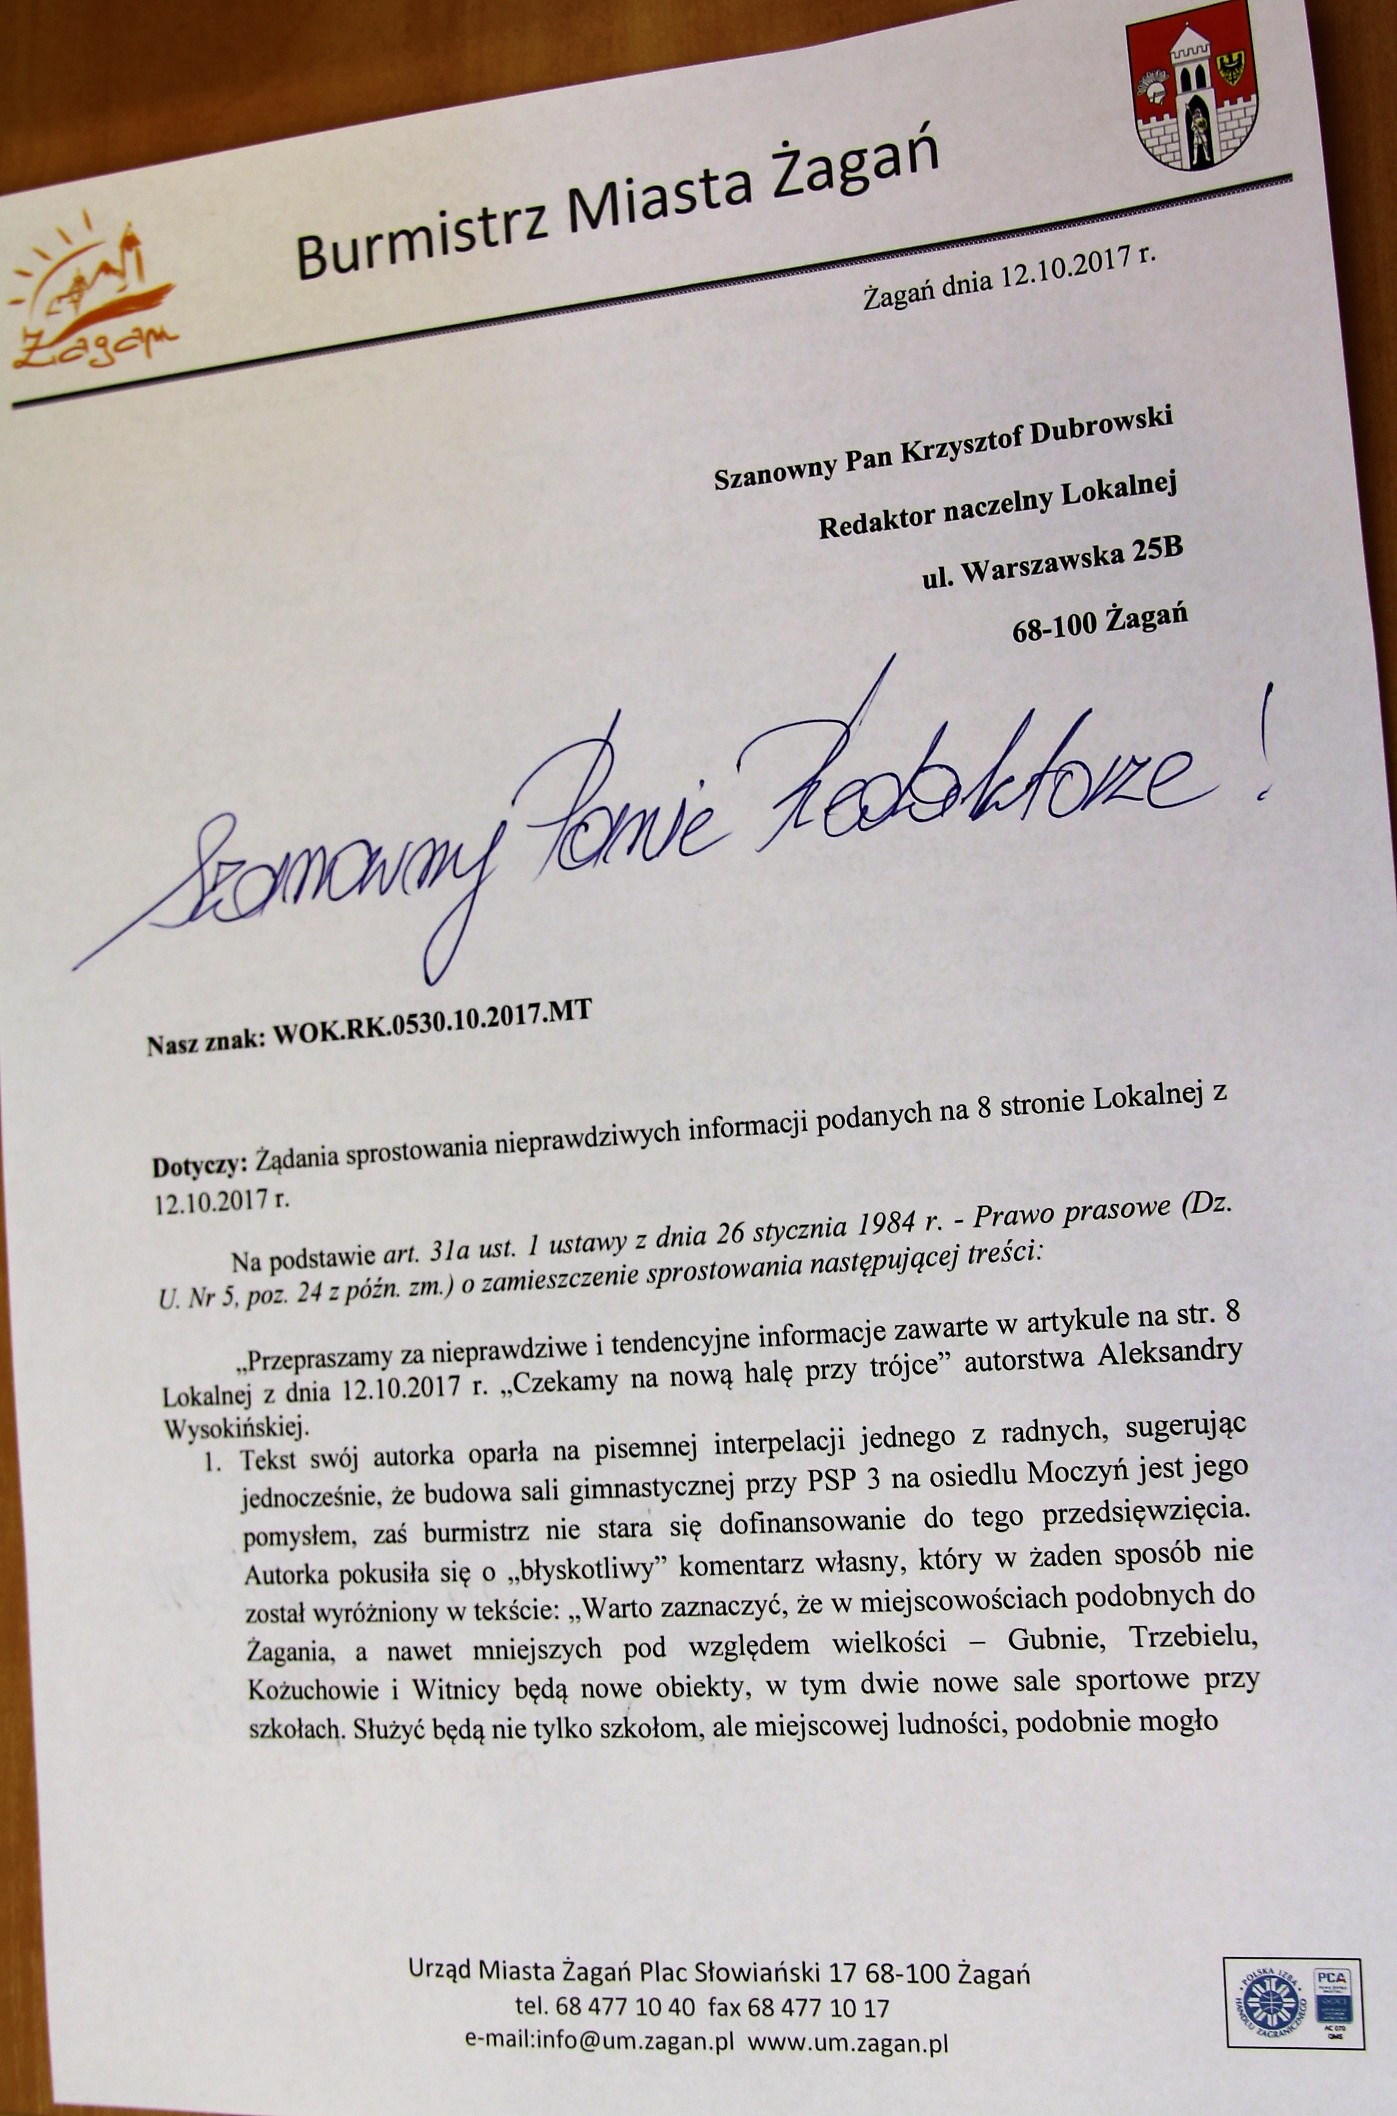 Burmistrz Miasta Żagań
Żagań
Żagań dnia 12.10.2017 r.
Szanowny Pan Krzysztof Dubrowski
Redaktor naczelny Lokalnej
ul. Warszawska 25B
68-100 Żagań
Szanowny Panie Redaktorze!
Nasz znak: WOK.RK.0530.10.2017.MT
Dotyczy: Żądania sprostowania nieprawdziwych informacji podanych na 8 stronie Lokalnej z
12.10.2017 r.
Na podstawie art. 31a ust. 1 ustawy z dnia 26 stycznia 1984 r. - Prawo prasowe (Dz.
U. Nr 5, poz. 24 z późn. zm.) o zamieszczenie sprostowania następującej treści:
„Przepraszamy za nieprawdziwe i tendencyjne informacje zawarte w artykule na str. 8
Lokalnej z dnia 12.10.2017 r. „Czekamy na nową halę przy trójce” autorstwa Aleksandry
Wysokińskiej.
1. Tekst swój autorka oparła na pisemnej interpelacji jednego z radnych, sugerując
jednocześnie, że budowa sali gimnastycznej przy PSP 3 na osiedlu Moczyń jest jego
pomysłem, zaś burmistrz nie stara się dofinansowanie do tego przedsięwzięcia.
Autorka pokusiła się o „błyskotliwy” komentarz własny, który w żaden sposób nie
został wyróżniony w tekście: „Warto zaznaczyć, że w miejscowościach podobnych do
Żagania, a nawet mniejszych pod względem wielkości – Gubnie, Trzebielu,
Kożuchowie i Witnicy będą nowe obiekty, w tym dwie nowe sale sportowe przy
szkołach. Służyć będą nie tylko szkołom, ale miejscowej ludności, podobnie mogło
Urząd Miasta Żagań Plac Słowiański 17 68-100 Żagań
tel. 68 477 10 40 fax 68 477 10 17
e-mail:info@um.zagan.pl www.um.zagan.pl
POLSKA IZBA
HANDLU ZAGRANICZNEGO
PCA
AC 070
QMS